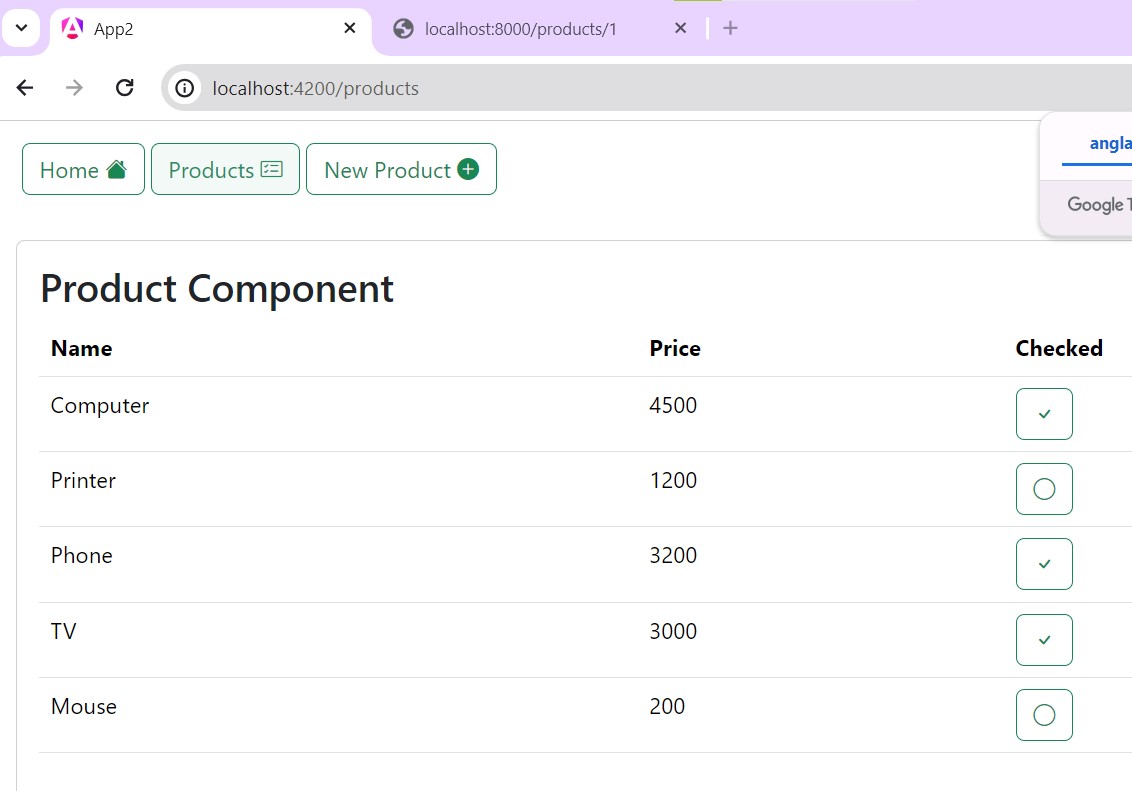 App2
localhost:8000/products/1
localhost:4200/products
Home Products New Product
angla
Google T
Product Component
Name Price Checked
Computer 4500
Printer 1200
Phone 3200
TV 3000
Mouse 200